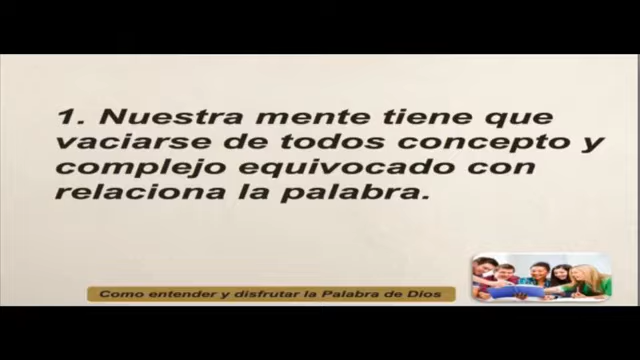 1. Nuestra mente tiene que
vaciarse de todos concepto y
complejo equivocado con
relaciona la palabra.
Como entender y disfrutar la Palabra de Dios